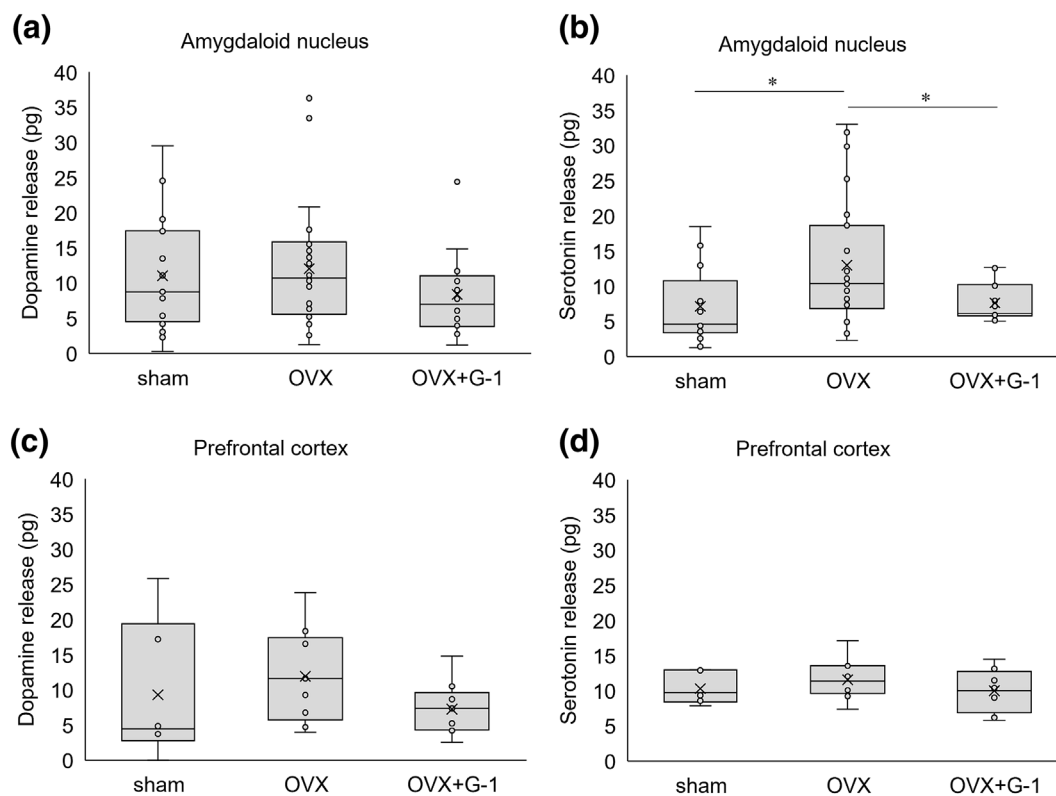 (a)
Amygdaloid nucleus
Dopamine release (pg)
40
35
30
25
20
15
10
5
0
sham OVX OVX+G-1
(b)
Amygdaloid nucleus
Serotonin release (pg)
40
35
30
25
20
15
10
5
0
* *
sham OVX OVX+G-1
(c)
Prefrontal cortex
Dopamine release (pg)
40
35
30
25
20
15
10
5
0
sham OVX OVX+G-1
(d)
Prefrontal cortex
Serotonin release (pg)
40
35
30
25
20
15
10
5
0
sham OVX OVX+G-1